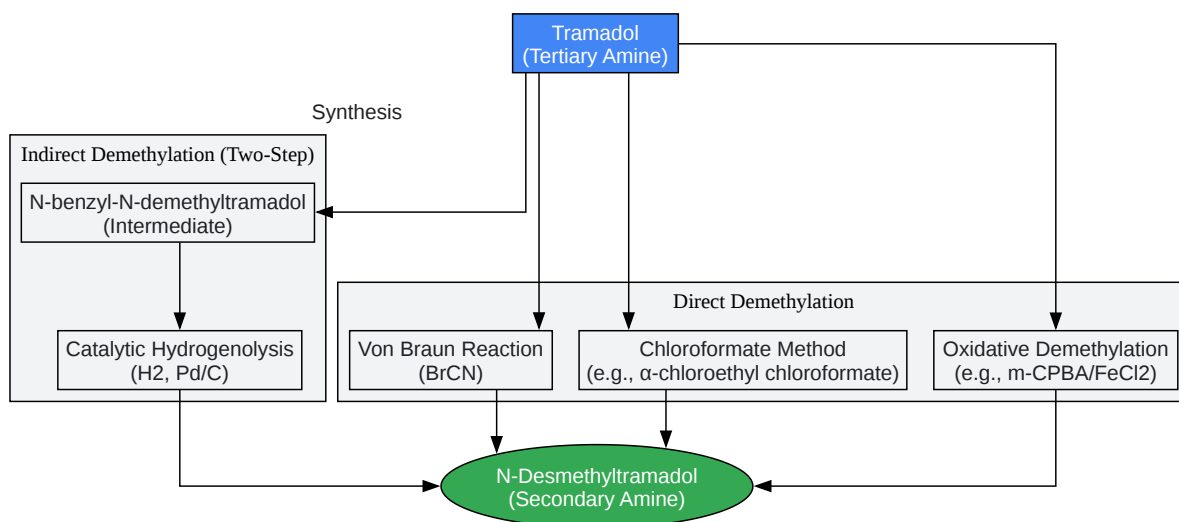 Tramadol
(Tertiary Amine)
Synthesis
Indirect Demethylation (Two-Step)
N-benzyl-N-demethyltramadol
(Intermediate)
Direct Demethylation
Catalytic Hydrogenolysis
(H2, Pd/C)
Von Braun Reaction
(BrCN)
Chloroformate Method
(e.g., α-chloroethyl chloroformate)
Oxidative Demethylation
(e.g., m-CPBA/FeCl2)
N-Desmethyltramadol
(Secondary Amine)